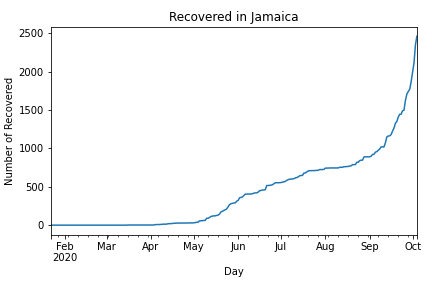 Recovered in Jamaica
Number of Recovered
2500
2000
1500
1000
500
0
Feb Mar Apr May Jun Jul Aug Sep Oct
2020
Day